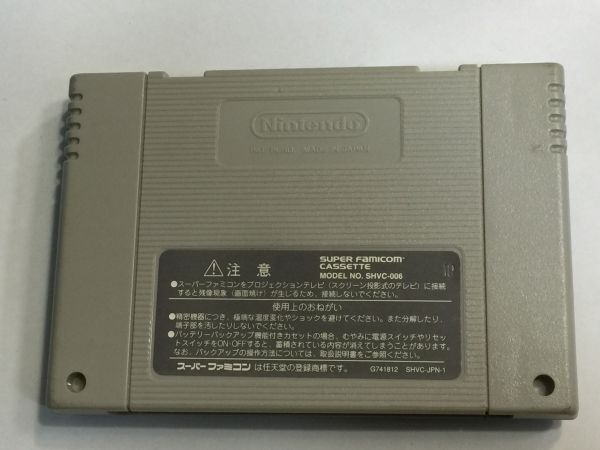 Nintendo
PAT. PEND. MADE IN JAPAN
⚠注意
SUPER FAMICOM
CASSETTE
MODEL NO. SHVC-006
●スーパーファミコンをプロジェクションテレビ（スクリーン投影式のテレビ）に接続
すると残像現象（画面焼け）が生じるため、接続しないでください。
使用上のおねがい
●精密機器につき、極端な温度変化やショックを避けてください。また分解したり、
端子部を汚したりしないでください。
●バッテリーバックアップ機能付きカセットの場合、むやみに電源スイッチやリセッ
トスイッチをON・OFFすると、蓄積されている内容が消えてしまうことがあります。
なお、バックアップの操作方法については、取扱説明書をご参照ください。
スーパーファミコンは任天堂の登録商標です。
G741812 SHVC-JPN-1